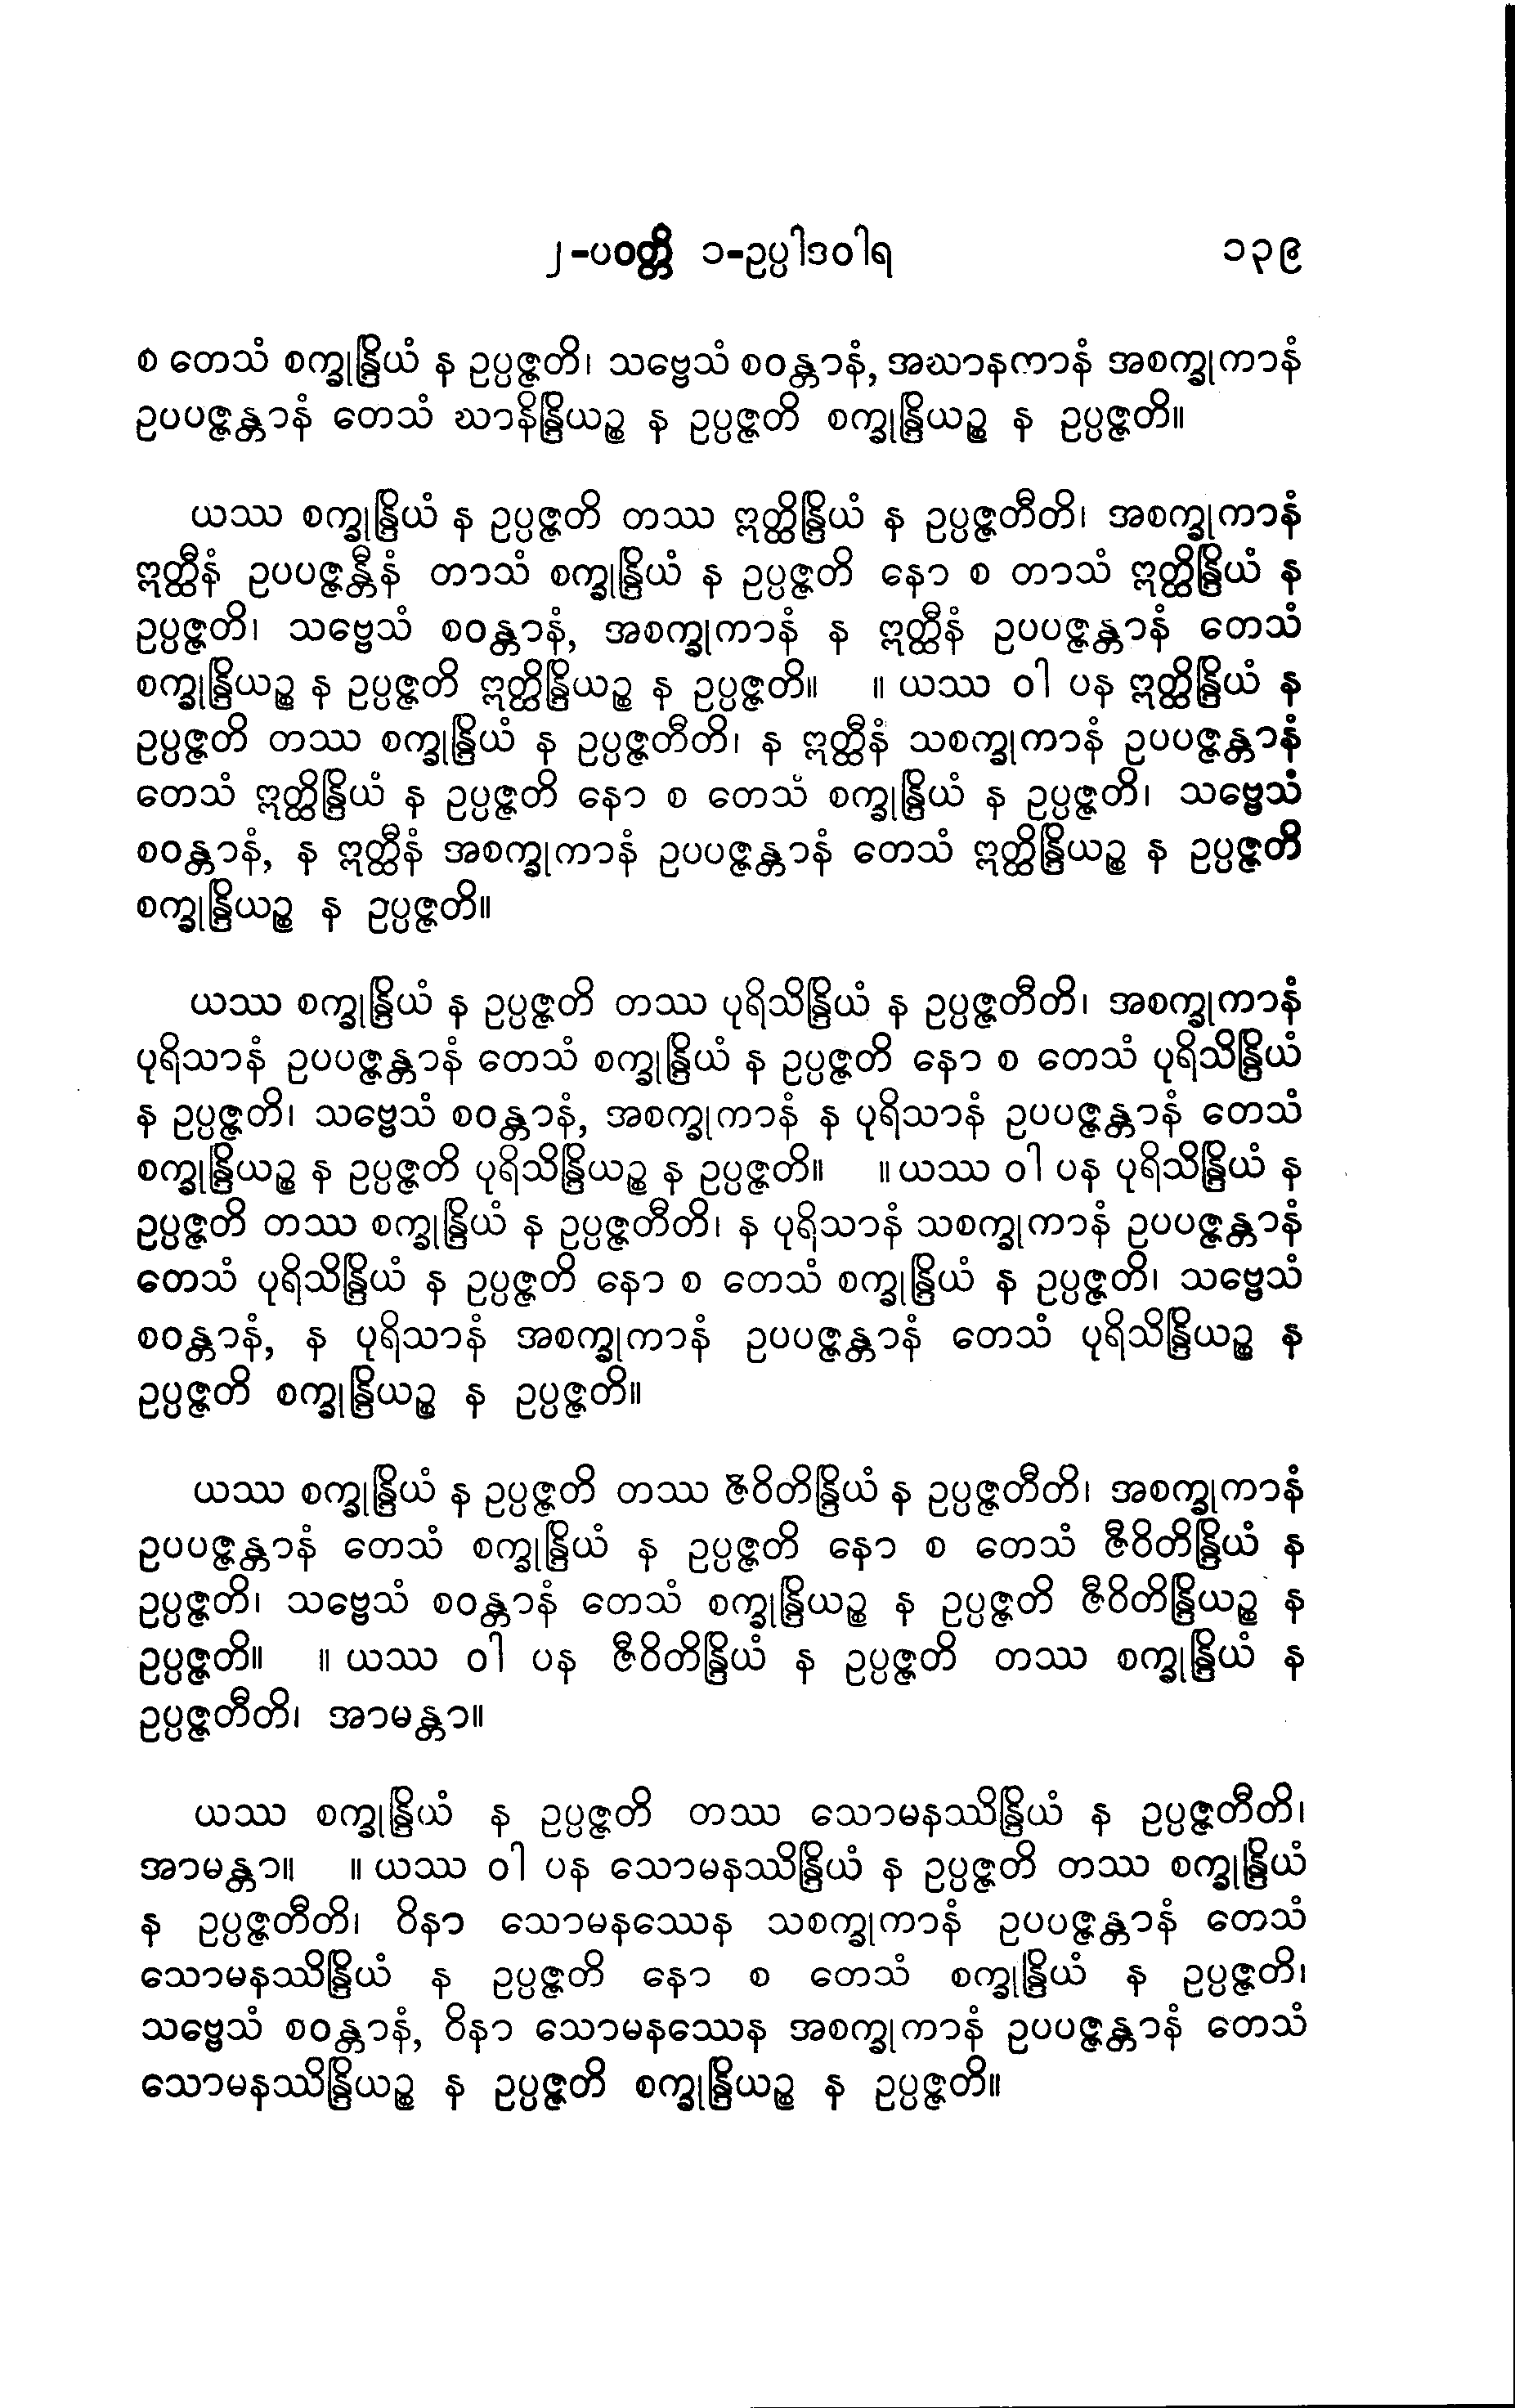 ၂-ပဝတ္တိ ၁-ဥပ္ပါဒဝါရ ၁၃၉
စ တေသံ စက္ခုန္ဒြိယံ န ဥပ္ပဇ္ဇတိ၊ သဗ္ဗေသံ စဝန္တာနံ, အဃာနကာနံ အစက္ခုကာနံ
ဥပပဇ္ဇန္တာနံ တေသံ ဃာနိန္ဒြိယဉ္စ န ဥပ္ပဇ္ဇတိ စက္ခုန္ဒြိယဉ္စ န ဥပ္ပဇ္ဇတိ။
ယဿ စက္ခုန္ဒြိယံ န ဥပ္ပဇ္ဇတိ တဿ ဣတ္ထိန္ဒြိယံ န ဥပ္ပဇ္ဇတီတိ၊ အစက္ခုကာနံ
ဣတ္ထီနံ ဥပပဇ္ဇန္တီနံ တာသံ စက္ခုန္ဒြိယံ န ဥပ္ပဇ္ဇတိ နော စ တာသံ ဣတ္ထိန္ဒြိယံ န
ဥပ္ပဇ္ဇတိ၊ သဗ္ဗေသံ စဝန္တာနံ, အစက္ခုကာနံ န ဣတ္ထီနံ ဥပပဇ္ဇန္တာနံ တေသံ
စက္ခုန္ဒြိယဉ္စ န ဥပ္ပဇ္ဇတိ ဣတ္ထိန္ဒြိယဉ္စ န ဥပ္ပဇ္ဇတိ။ ။ ယဿ ဝါ ပန ဣတ္ထိန္ဒြိယံ န
ဥပ္ပဇ္ဇတိ တဿ စက္ခုန္ဒြိယံ န ဥပ္ပဇ္ဇတီတိ၊ န ဣတ္ထီနံ သစက္ခုကာနံ ဥပပဇ္ဇန္တာနံ
တေသံ ဣတ္ထိန္ဒြိယံ န ဥပ္ပဇ္ဇတိ နော စ တေသံ စက္ခုန္ဒြိယံ န ဥပ္ပဇ္ဇတိ၊ သဗ္ဗေသံ
စဝန္တာနံ, န ဣတ္ထီနံ အစက္ခုကာနံ ဥပပဇ္ဇန္တာနံ တေသံ ဣတ္ထိန္ဒြိယဉ္စ န ဥပ္ပဇ္ဇတိ
စက္ခုန္ဒြိယဉ္စ န ဥပ္ပဇ္ဇတိ။
ယဿ စက္ခုန္ဒြိယံ န ဥပ္ပဇ္ဇတိ တဿ ပုရိသိန္ဒြိယံ န ဥပ္ပဇ္ဇတီတိ၊ အစက္ခုကာနံ
ပုရိသာနံ ဥပပဇ္ဇန္တာနံ တေသံ စက္ခုန္ဒြိယံ န ဥပ္ပဇ္ဇတိ နော စ တေသံ ပုရိသိန္ဒြိယံ
န ဥပ္ပဇ္ဇတိ၊ သဗ္ဗေသံ စဝန္တာနံ, အစက္ခုကာနံ န ပုရိသာနံ ဥပပဇ္ဇန္တာနံ တေသံ
စက္ခုန္ဒြိယဉ္စ န ဥပ္ပဇ္ဇတိ ပုရိသိန္ဒြိယဉ္စ န ဥပ္ပဇ္ဇတိ။ ။ ယဿ ဝါ ပန ပုရိသိန္ဒြိယံ န
ဥပ္ပဇ္ဇတိ တဿ စက္ခုန္ဒြိယံ န ဥပ္ပဇ္ဇတီတိ၊ န ပုရိသာနံ သစက္ခုကာနံ ဥပပဇ္ဇန္တာနံ
တေသံ ပုရိသိန္ဒြိယံ န ဥပ္ပဇ္ဇတိ နော စ တေသံ စက္ခုန္ဒြိယံ န ဥပ္ပဇ္ဇတိ၊ သဗ္ဗေသံ
စဝန္တာနံ, န ပုရိသာနံ အစက္ခုကာနံ ဥပပဇ္ဇန္တာနံ တေသံ ပုရိသိန္ဒြိယဉ္စ န
ဥပ္ပဇ္ဇတိ စက္ခုန္ဒြိယဉ္စ န ဥပ္ပဇ္ဇတိ။
ယဿ စက္ခုန္ဒြိယံ န ဥပ္ပဇ္ဇတိ တဿ ဇီဝိတိန္ဒြိယံ န ဥပ္ပဇ္ဇတီတိ၊ အစက္ခုကာနံ
ဥပပဇ္ဇန္တာနံ တေသံ စက္ခုန္ဒြိယံ န ဥပ္ပဇ္ဇတိ နော စ တေသံ ဇီဝိတိန္ဒြိယံ န
ဥပ္ပဇ္ဇတိ၊ သဗ္ဗေသံ စဝန္တာနံ တေသံ စက္ခုန္ဒြိယဉ္စ န ဥပ္ပဇ္ဇတိ ဇီဝိတိန္ဒြိယဉ္စ န
ဥပ္ပဇ္ဇတိ။ ။ ယဿ ဝါ ပန ဇီဝိတိန္ဒြိယံ န ဥပ္ပဇ္ဇတိ တဿ စက္ခုန္ဒြိယံ န
ဥပ္ပဇ္ဇတီတိ၊ အာမန္တာ။
ယဿ စက္ခုန္ဒြိယံ န ဥပ္ပဇ္ဇတိ တဿ သောမနဿိန္ဒြိယံ န ဥပ္ပဇ္ဇတီတိ၊
အာမန္တာ။ ။ ယဿ ဝါ ပန သောမနဿိန္ဒြိယံ န ဥပ္ပဇ္ဇတိ တဿ စက္ခုန္ဒြိယံ
န ဥပ္ပဇ္ဇတီတိ၊ ဝိနာ သောမနဿေန သစက္ခုကာနံ ဥပပဇ္ဇန္တာနံ တေသံ
သောမနဿိန္ဒြိယံ န ဥပ္ပဇ္ဇတိ နော စ တေသံ စက္ခုန္ဒြိယံ န ဥပ္ပဇ္ဇတိ၊
သဗ္ဗေသံ စဝန္တာနံ, ဝိနာ သောမနဿေန အစက္ခုကာနံ ဥပပဇ္ဇန္တာနံ တေသံ
သောမနဿိန္ဒြိယဉ္စ န ဥပ္ပဇ္ဇတိ စက္ခုန္ဒြိယဉ္စ န ဥပ္ပဇ္ဇတိ။